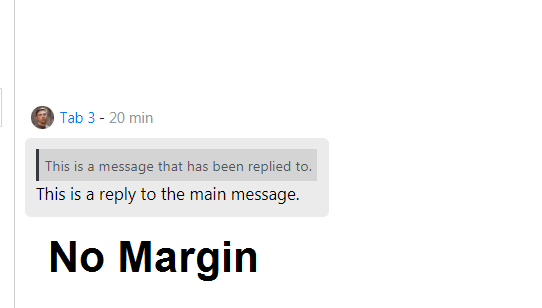 Tab 3 - 20 min
This is a message that has been replied to.
This is a reply to the main message.
No Margin